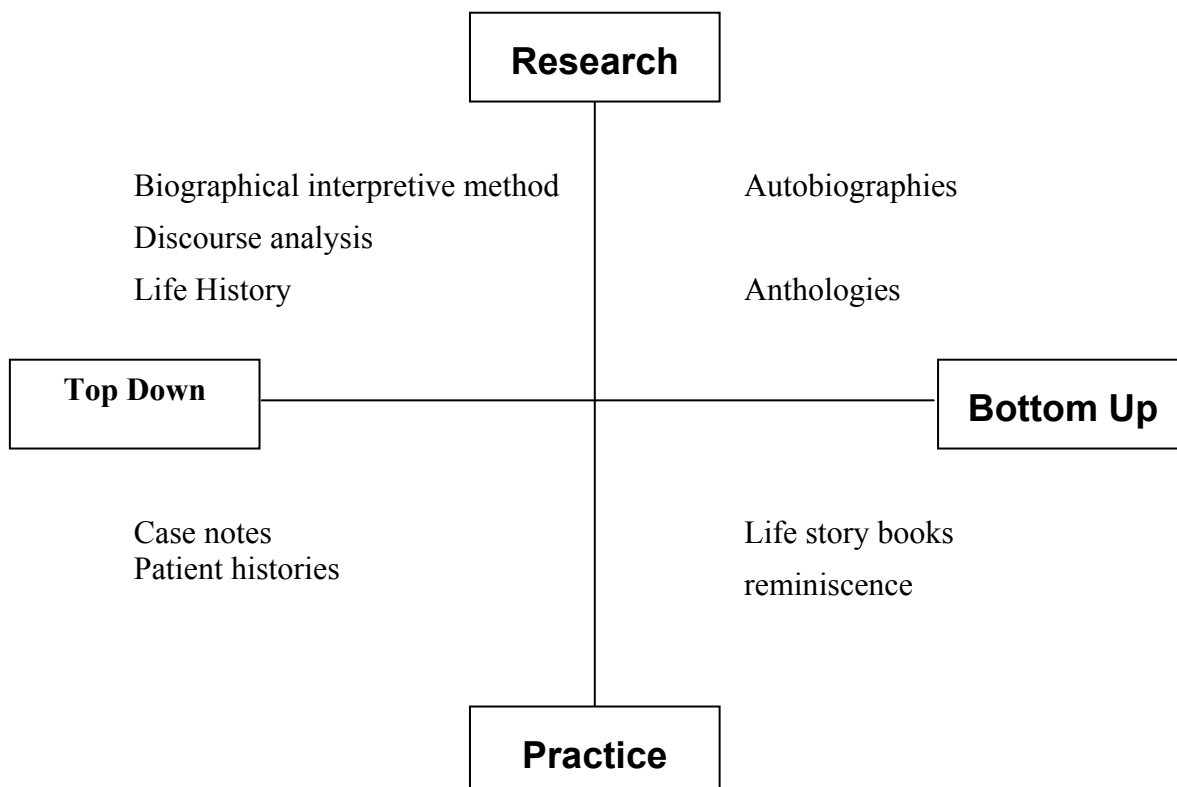 Research
Biographical interpretive method
Autobiographies
Discourse analysis
Life History
Anthologies
Top Down
Bottom Up
Case notes
Life story books
Patient histories
reminiscence
Practice